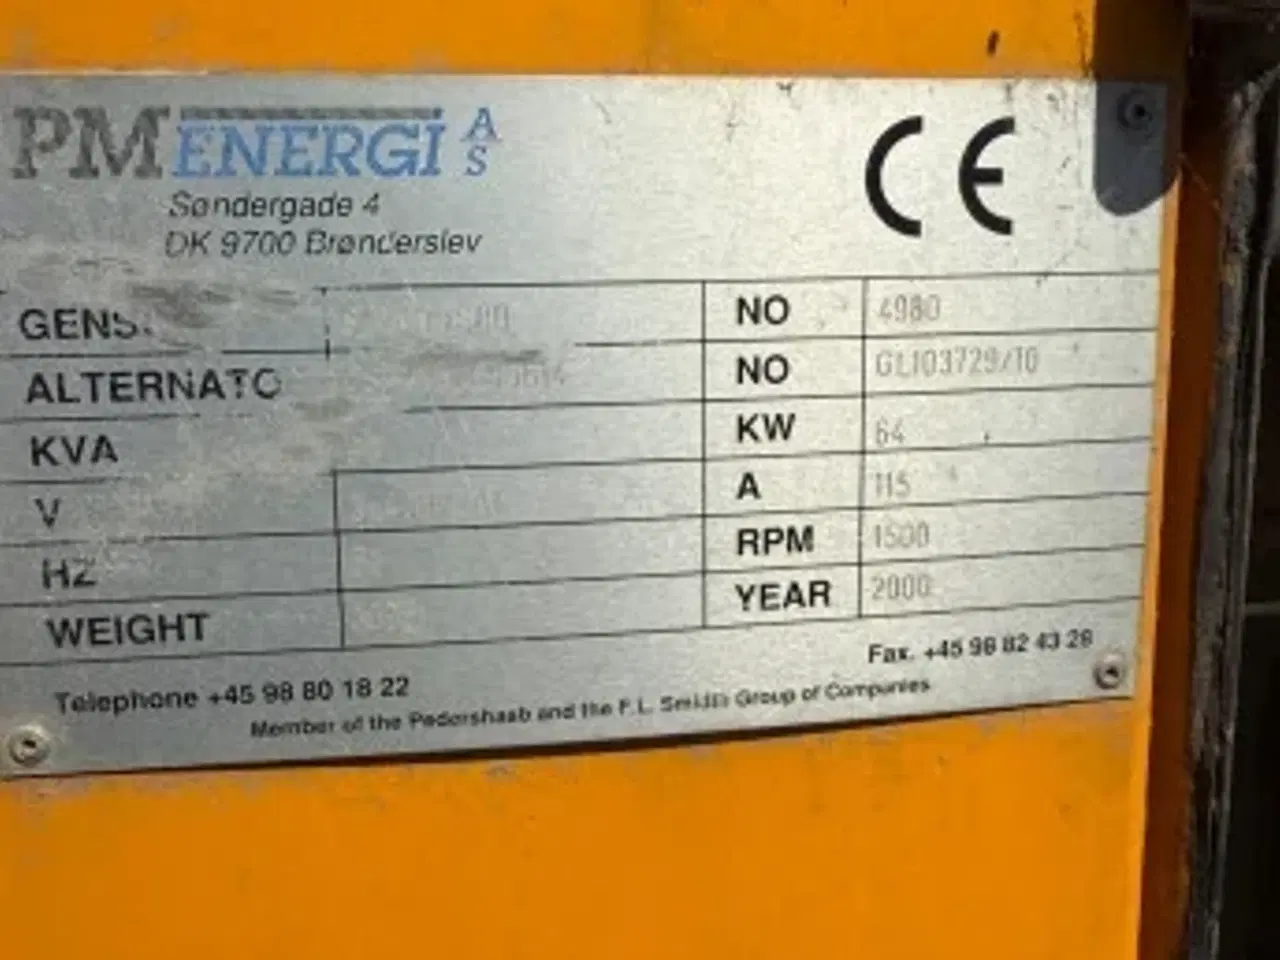 PM ENERGI A/S
Søndergade 4
DK 9700 Brønderslev
CE
NO 4980
ALTERNATO NO GL103729/10
KVA KW 64
V A 115
HZ RPM 1500
WEIGHT YEAR 2000
Telephone +45 98 80 18 22 Fax. +45 98 82 43 28
Member of the Pedershaab and the F.L. Smidth Group of Companies